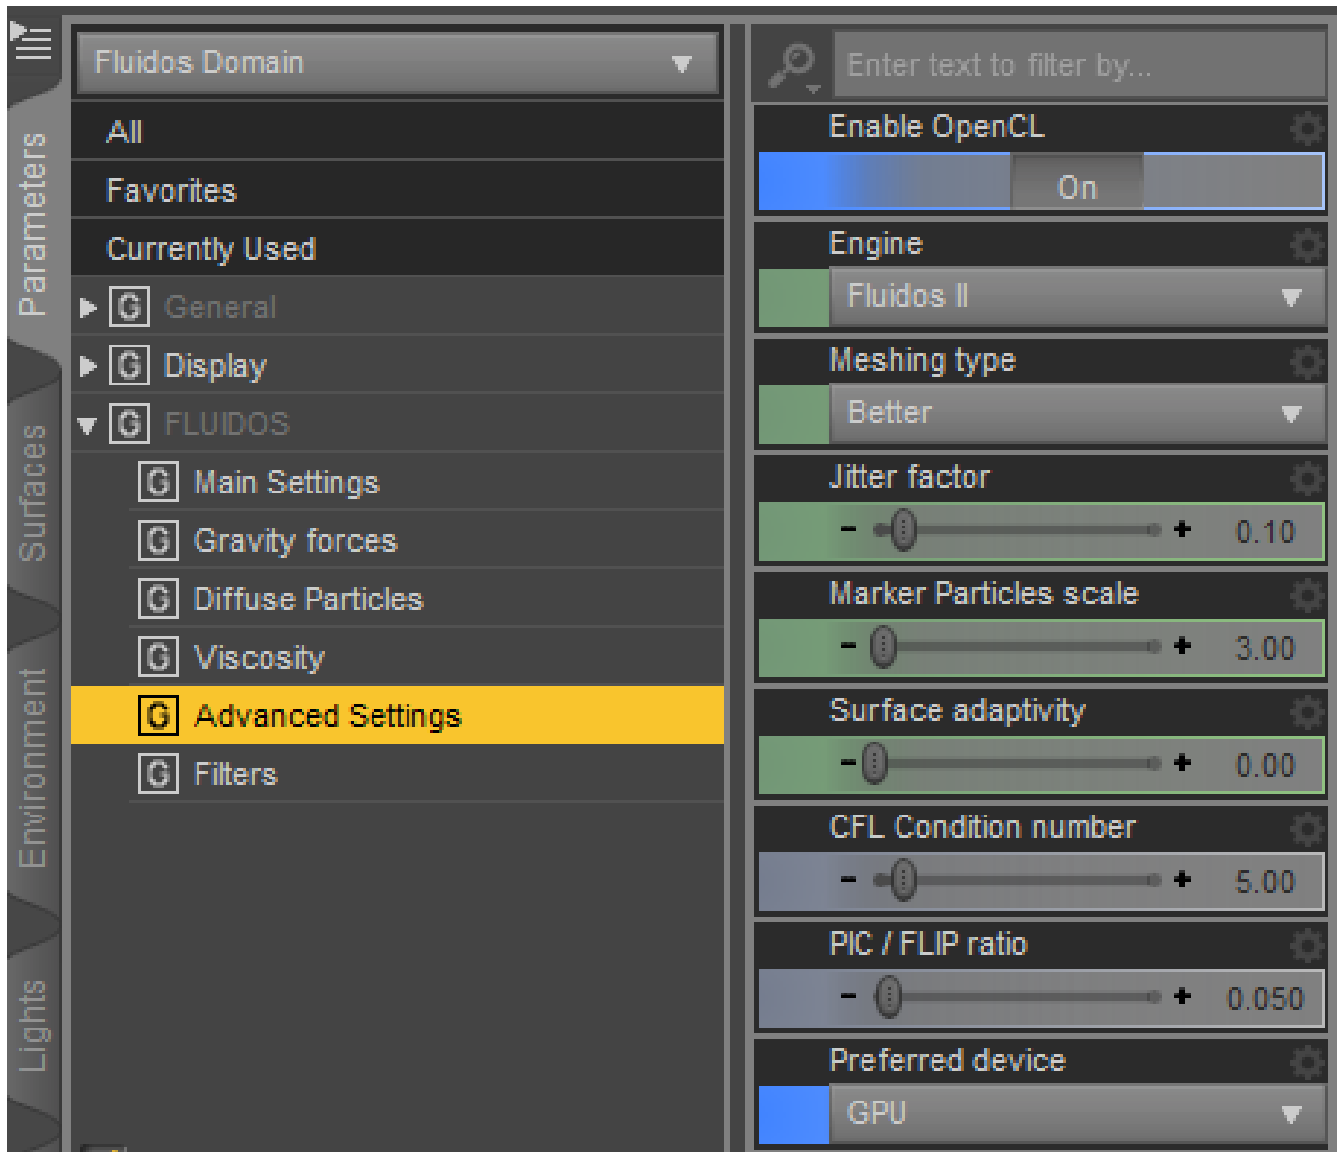 Parameters
Surfaces
Environment
Lights
Fluidos Domain
All
Favorites
Currently Used
G General
G Display
G FLUIDOS
G Main Settings
G Gravity forces
G Diffuse Particles
G Viscosity
G Advanced Settings
G Filters
Enter text to filter by...
Enable OpenCL
On
Engine
Fluidos II
Meshing type
Better
Jitter factor
- + 0.10
Marker Particles scale
- + 3.00
Surface adaptivity
- + 0.00
CFL Condition number
- + 5.00
PIC / FLIP ratio
- + 0.050
Preferred device
GPU